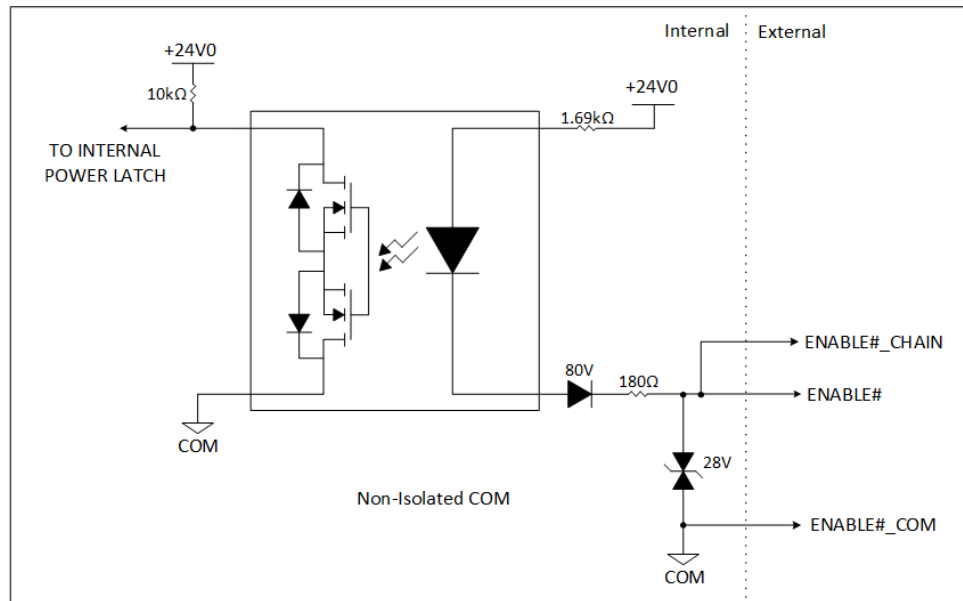 Internal
External
+24V0
+24V0
10kΩ
1.69kΩ
TO INTERNAL
POWER LATCH
ENABLE#_CHAIN
80V
180Ω
ENABLE#
COM
28V
Non-Isolated COM
ENABLE#_COM
COM